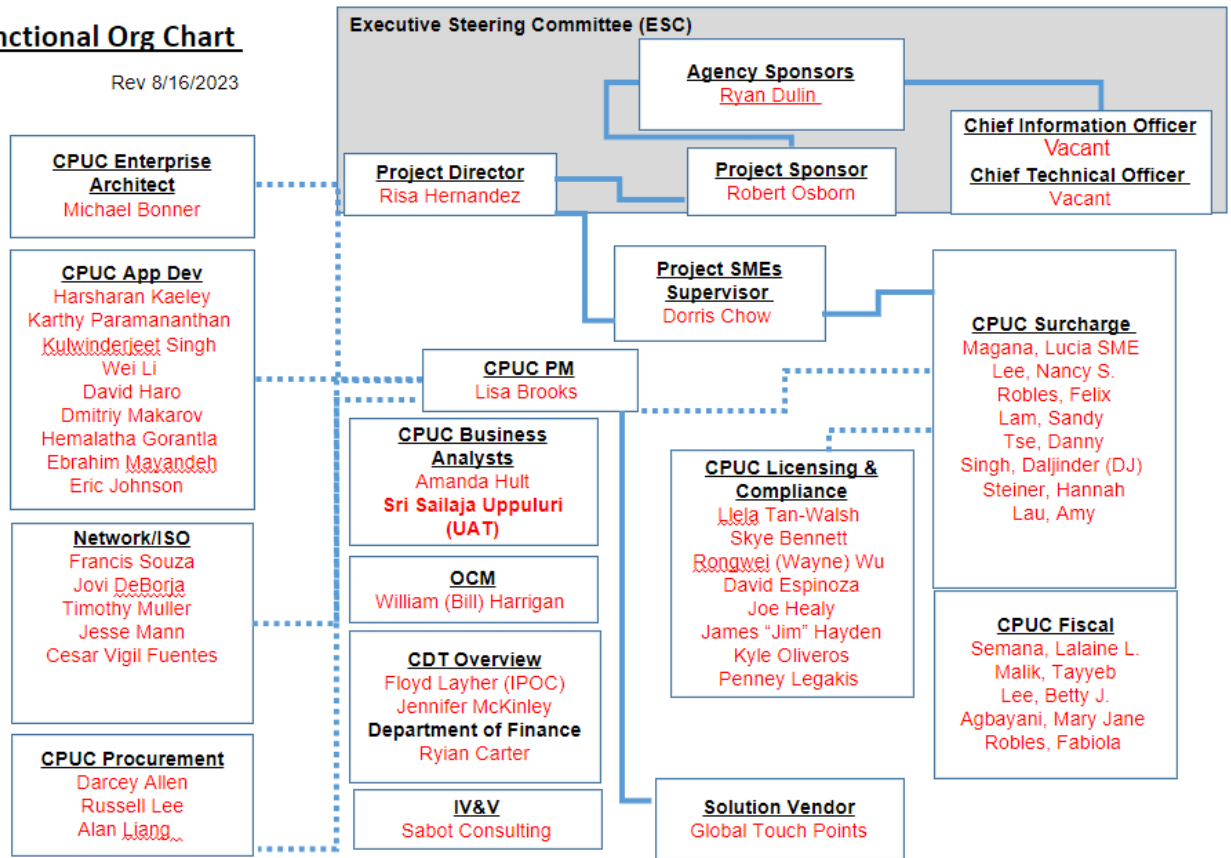 nctional Org Chart
Rev 8/16/2023
Executive Steering Committee (ESC)
Agency Sponsors
Ryan Dulin
Chief Information Officer
Vacant
Chief Technical Officer
Vacant
Project Director
Risa Hernandez
Project Sponsor
Robert Osborn
CPUC Enterprise
Architect
Michael Bonner
CPUC App Dev
Harsharan Kaeley
Karthy Paramananthan
Kulwinderjeet Singh
Wei Li
David Haro
Dmitriy Makarov
Hemalatha Gorantla
Ebrahim Mayandeh
Eric Johnson
Network/ISO
Francis Souza
Jovi DeBorja
Timothy Muller
Jesse Mann
Cesar Vigil Fuentes
CPUC Procurement
Darcey Allen
Russell Lee
Alan Liang
Project SMEs
Supervisor
Dorris Chow
CPUC PM
Lisa Brooks
CPUC Business
Analysts
Amanda Hult
Sri Sailaja Uppuluri
(UAT)
OCM
William (Bill) Harrigan
CDT Overview
Floyd Layher (IPOC)
Jennifer McKinley
Department of Finance
Ryian Carter
IV&V
Sabot Consulting
CPUC Licensing &
Compliance
Llela Tan-Walsh
Skye Bennett
Rongwei (Wayne) Wu
David Espinoza
Joe Healy
James “Jim” Hayden
Kyle Oliveros
Penney Legakis
Solution Vendor
Global Touch Points
CPUC Surcharge
Magana, Lucia SME
Lee, Nancy S.
Robles, Felix
Lam, Sandy
Tse, Danny
Singh, Daljinder (DJ)
Steiner, Hannah
Lau, Amy
CPUC Fiscal
Semana, Lalaine L.
Malik, Tayyeb
Lee, Betty J.
Agbayani, Mary Jane
Robles, Fabiola